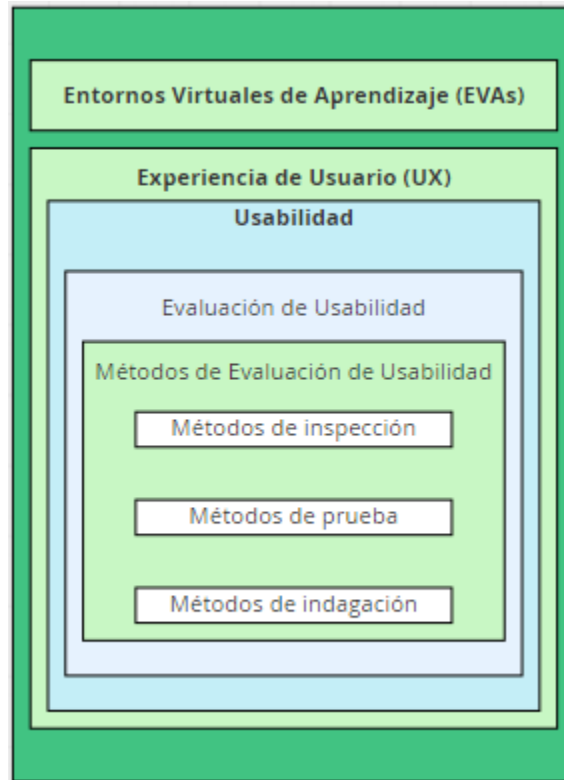 Entornos Virtuales de Aprendizaje (EVAs)
Experiencia de Usuario (UX)
Usabilidad
Evaluación de Usabilidad
Métodos de Evaluación de Usabilidad
Métodos de inspección
Métodos de prueba
Métodos de indagación